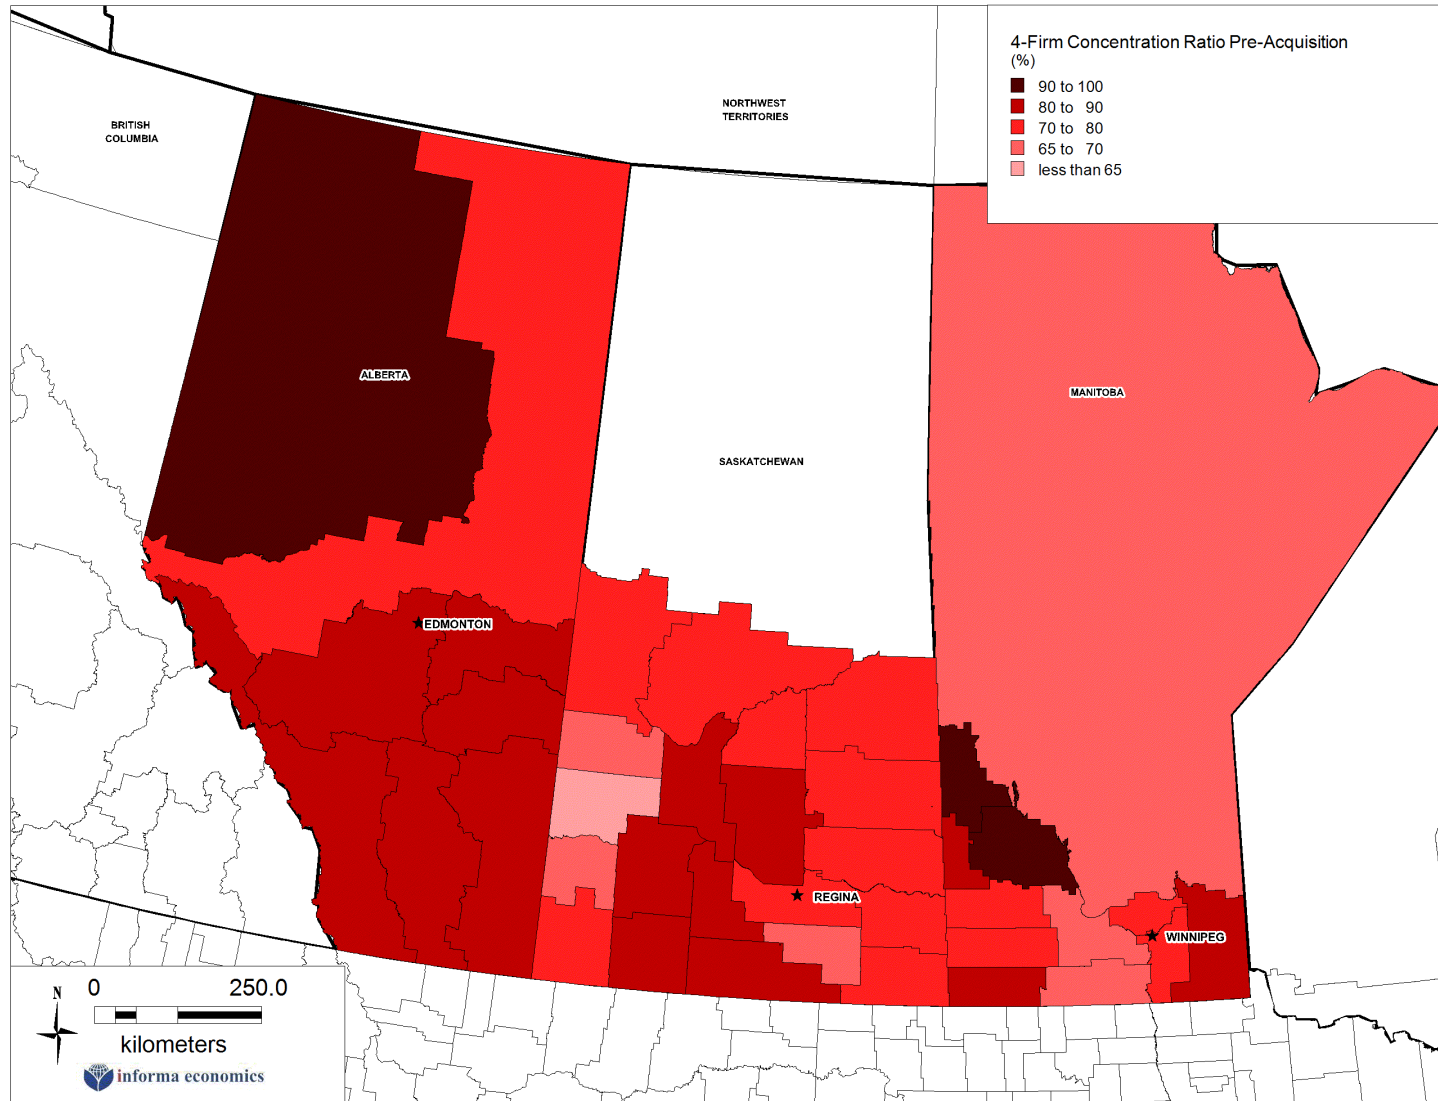 4-Firm Concentration Ratio Pre-Acquisition
(%)
90 to 100
80 to 90
70 to 80
65 to 70
less than 65
NORTHWEST
TERRITORIES
BRITISH
COLUMBIA
ALBERTA
MANITOBA
SASKATCHEWAN
EDMONTON
REGINA
WINNIPEG
N
0 250.0
kilometers
informa economics